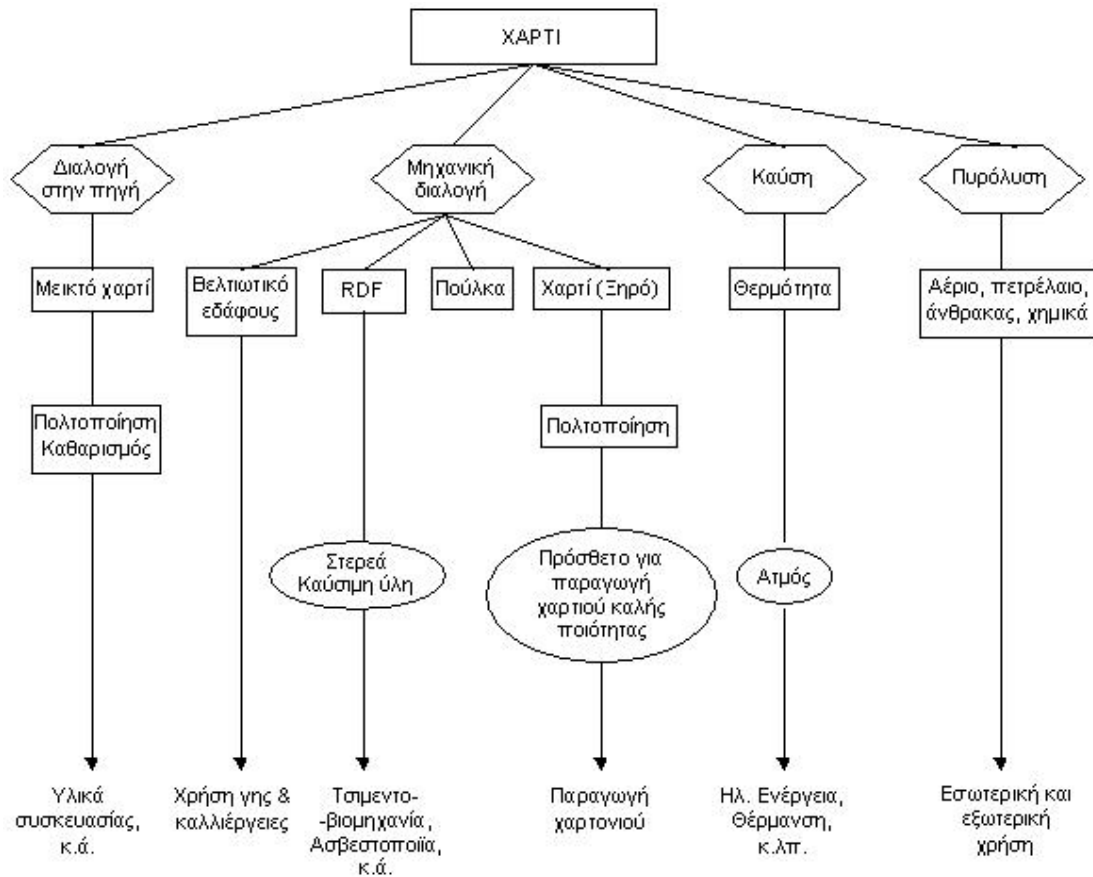 ΧΑΡΤΙ
Διαλογή
στην πηγή
Μηχανική
διαλογή
Καύση
Πυρόλυση
Μεικτό χαρτί
Βελτιωτικό
εδάφους
RDF
Πούλκα
Χαρτί (Ξηρό)
Θερμότητα
Αέριο, πετρέλαιο,
άνθρακας, χημικά
Πολτοποίηση
Καθαρισμός
Πολτοποίηση
Στερεά
Καύσιμη ύλη
Πρόσθετο για
παραγωγή
χαρτιού καλής
ποιότητας
Ατμός
Υλικά
συσκευασίας,
κ.ά.
Χρήση γης &
καλλιέργειες
Τσιμεντο-
-βιομηχανία,
Ασβεστοποιϊα,
κ.ά.
Παραγωγή
χαρτονιού
Ηλ. Ενέργεια,
Θέρμανση,
κ.λπ.
Εσωτερική και
εξωτερική
χρήση